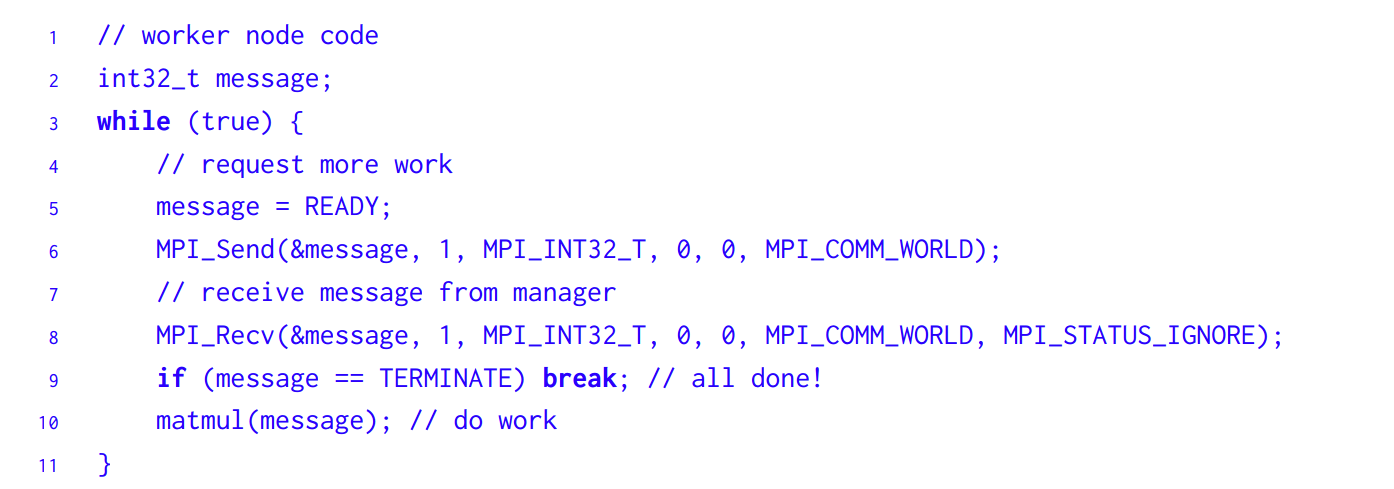 1 // worker node code
2 int32_t message;
3 while (true) {
4 // request more work
5 message = READY;
6 MPI_Send(&message, 1, MPI_INT32_T, 0, 0, MPI_COMM_WORLD);
7 // receive message from manager
8 MPI_Recv(&message, 1, MPI_INT32_T, 0, 0, MPI_COMM_WORLD, MPI_STATUS_IGNORE);
9 if (message == TERMINATE) break; // all done!
10 matmul(message); // do work
11 }